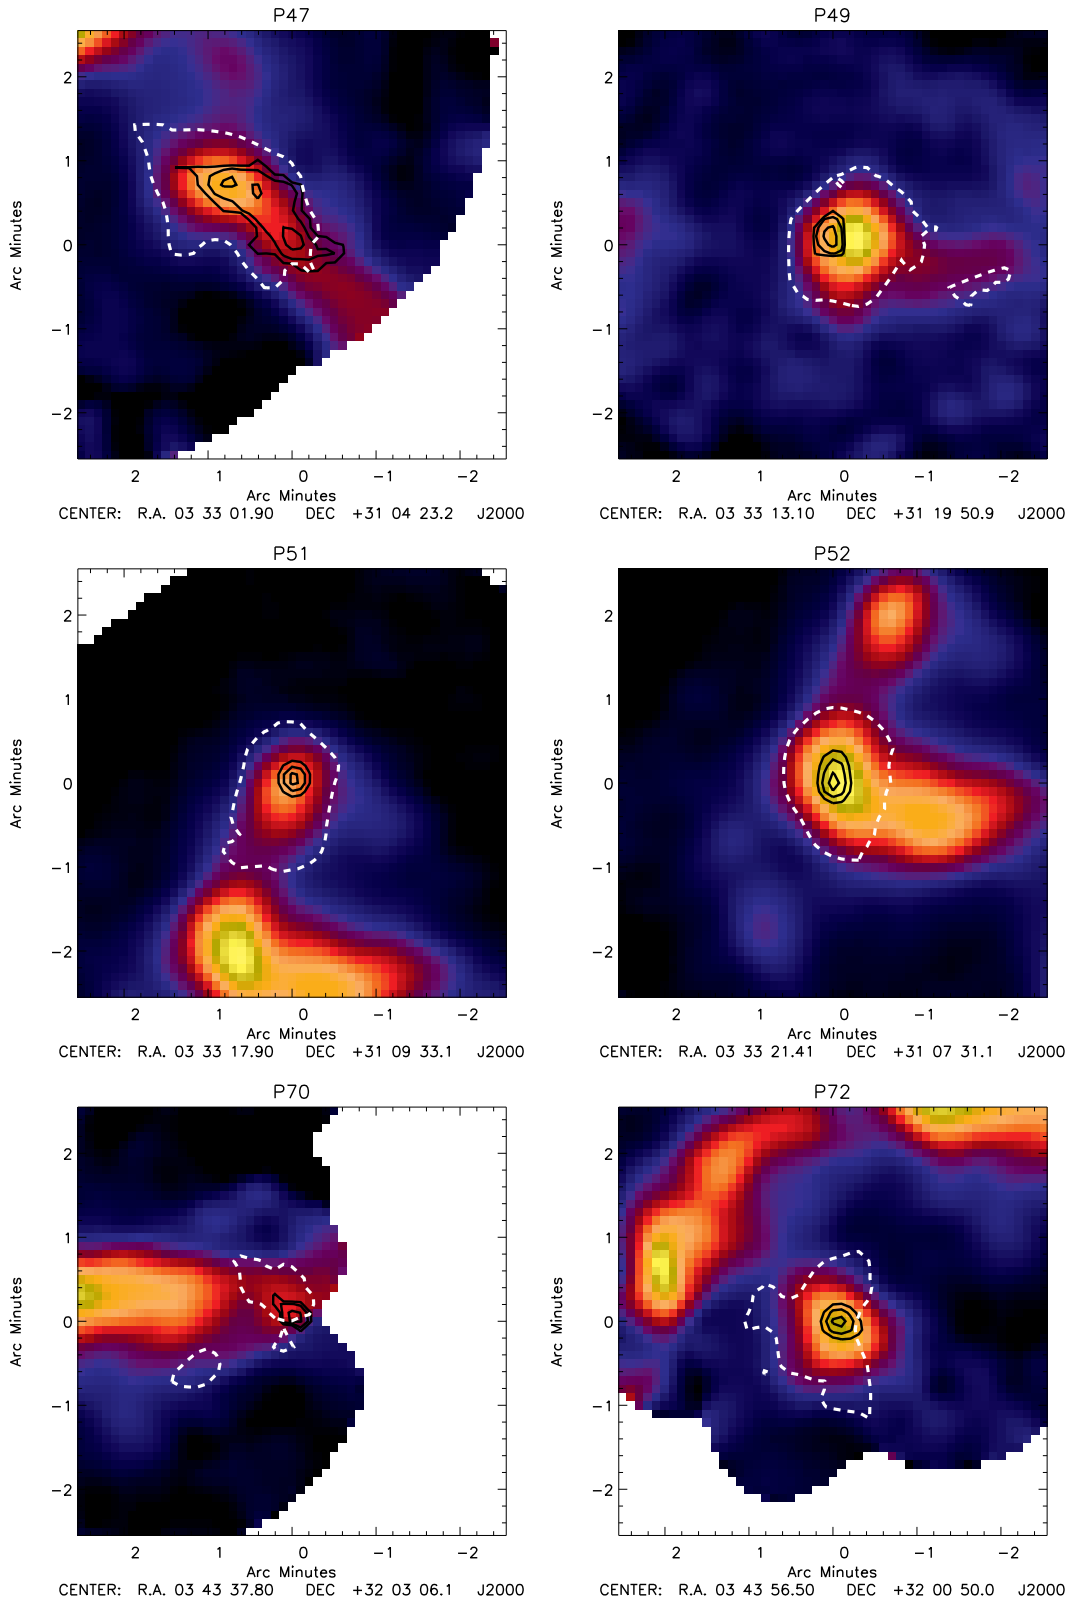 P47
P49
2
1
0
−1
−2
Arc Minutes
2 1 0 −1 −2
Arc Minutes
CENTER: R.A. 03 33 01.90 DEC +31 04 23.2 J2000
2
1
0
−1
−2
Arc Minutes
2 1 0 −1 −2
Arc Minutes
CENTER: R.A. 03 33 13.10 DEC +31 19 50.9 J2000
P51
P52
2
1
0
−1
−2
Arc Minutes
2 1 0 −1 −2
Arc Minutes
CENTER: R.A. 03 33 17.90 DEC +31 09 33.1 J2000
2
1
0
−1
−2
Arc Minutes
2 1 0 −1 −2
Arc Minutes
CENTER: R.A. 03 33 21.41 DEC +31 07 31.1 J2000
P70
P72
2
1
0
−1
−2
Arc Minutes
2 1 0 −1 −2
Arc Minutes
CENTER: R.A. 03 43 37.80 DEC +32 03 06.1 J2000
2
1
0
−1
−2
Arc Minutes
2 1 0 −1 −2
Arc Minutes
CENTER: R.A. 03 43 56.50 DEC +32 00 50.0 J2000